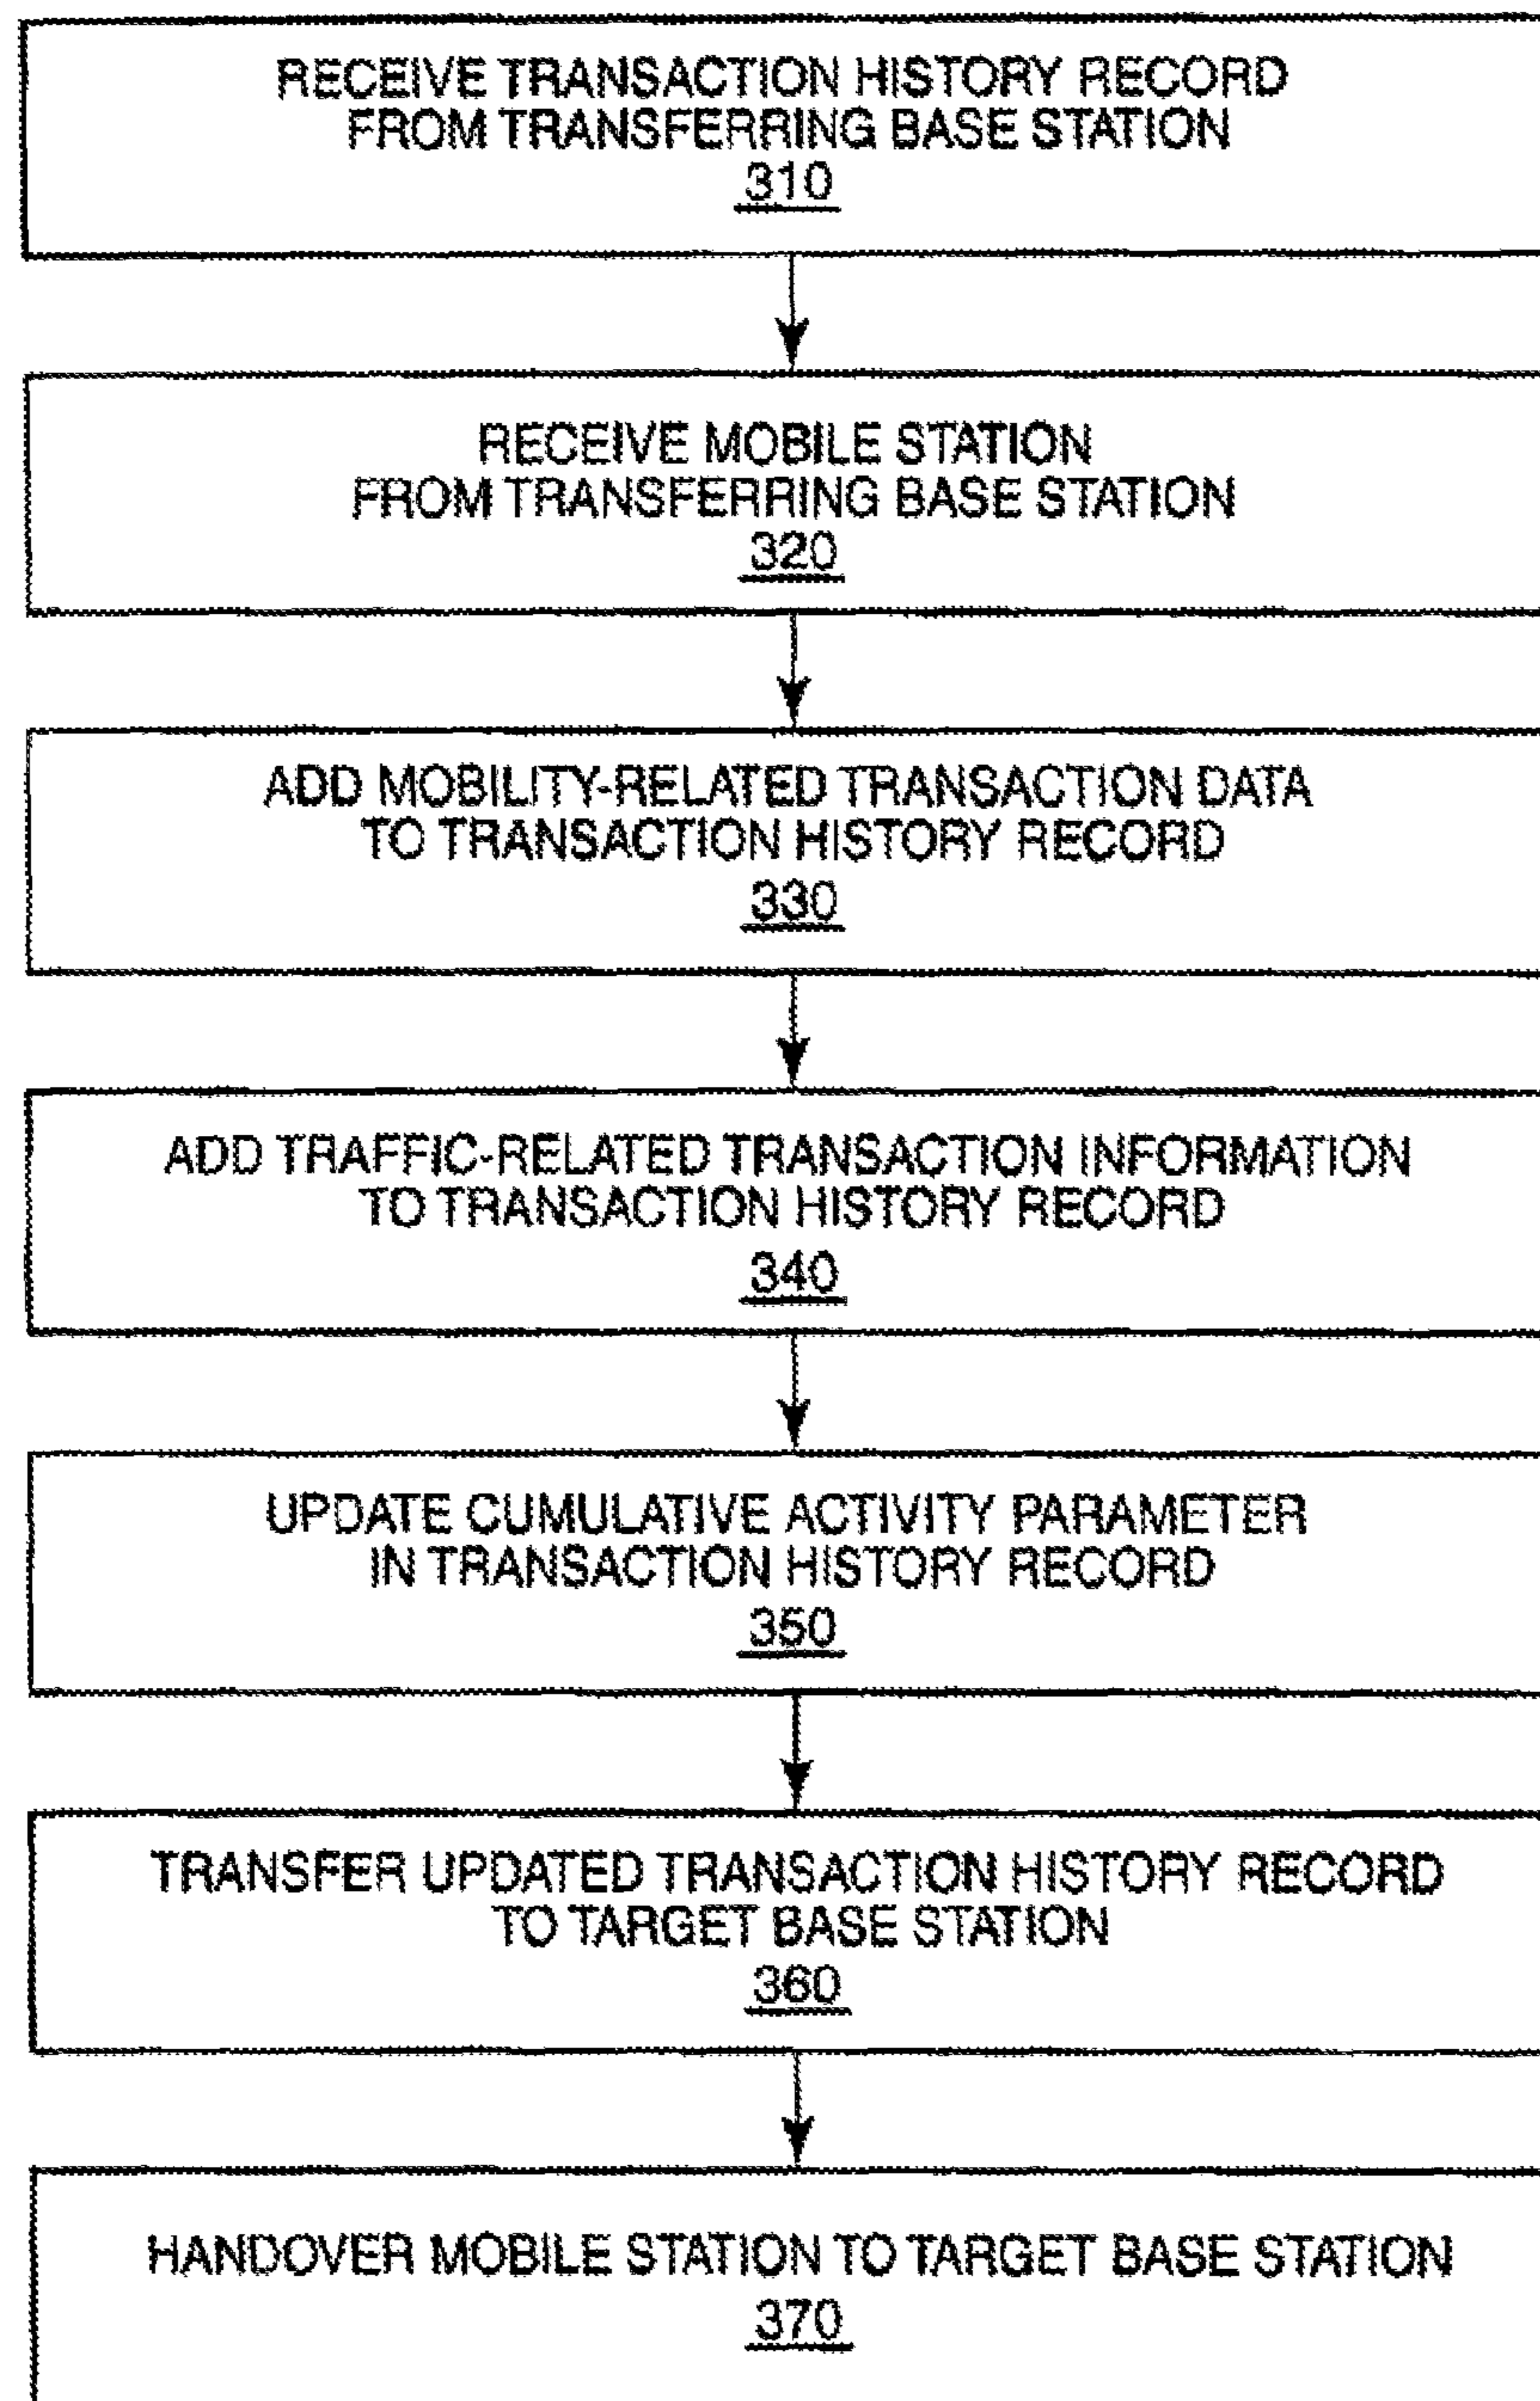 RECEIVE TRANSACTION HISTORY RECORD
FROM TRANSFERRING BASE STATION
310
RECEIVE MOBILE STATION
FROM TRANSFERRING BASE STATION
320
ADD MOBILITY-RELATED TRANSACTION DATA
TO TRANSACTION HISTORY RECORD
330
ADD TRAFFIC-RELATED TRANSACTION INFORMATION
TO TRANSACTION HISTORY RECORD
340
UPDATE CUMULATIVE ACTIVITY PARAMETER
IN TRANSACTION HISTORY RECORD
350
TRANSFER UPDATED TRANSACTION HISTORY RECORD
TO TARGET BASE STATION
360
HANDOVER MOBILE STATION TO TARGET BASE STATION
370